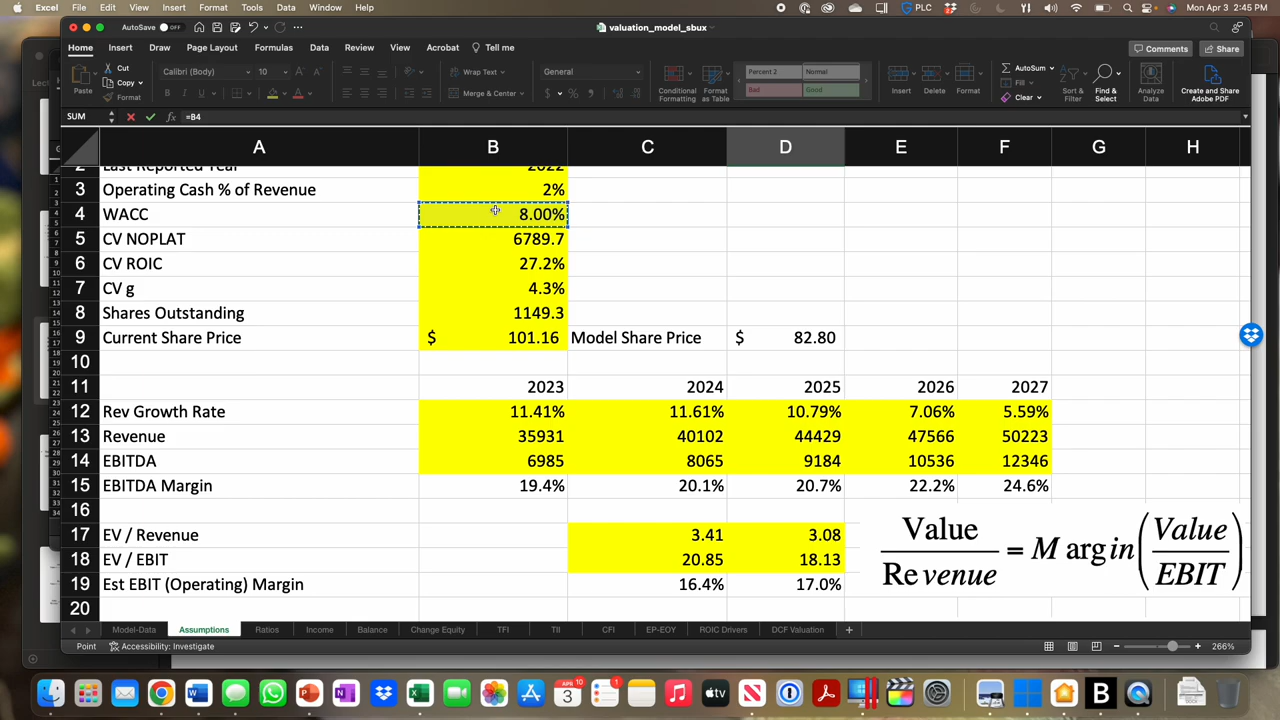 Excel File Edit View Insert Format Tools Data Window Help PLC Mon Apr 3 2:45 PM
AutoSave OFF valuation_model_sbux
Home Insert Draw Page Layout Formulas Data Review View Acrobat Tell me Comments Share
Paste Cut Copy Format Calibri (Body) 10 Wrap Text Merge & Center General Conditional Formatting Format as Table Percent 2 Normal Bad Good Insert Delete Format AutoSum Fill Clear Sort & Filter Find & Select Analyze Data Create and Share Adobe PDF
SUM fx =B4
A B C D E F G H
2 Last Reported Year 2022
3 Operating Cash % of Revenue 2%
4 WACC 8.00%
5 CV NOPLAT 6789.7
6 CV ROIC 27.2%
7 CV g 4.3%
8 Shares Outstanding 1149.3
9 Current Share Price $ 101.16 Model Share Price $ 82.80
10
11 2023 2024 2025 2026 2027
12 Rev Growth Rate 11.41% 11.61% 10.79% 7.06% 5.59%
13 Revenue 35931 40102 44429 47566 50223
14 EBITDA 6985 8065 9184 10536 12346
15 EBITDA Margin 19.4% 20.1% 20.7% 22.2% 24.6%
16
17 EV / Revenue 3.41 3.08
18 EV / EBIT 20.85 18.13
19 Est EBIT (Operating) Margin 16.4% 17.0%
20
Value / Revenue = Margin (Value / EBIT)
Model-Data Assumptions Ratios Income Balance Change Equity TFI TII CFI EP-EOY ROIC Drivers DCF Valuation +
Point Accessibility: Investigate 266%
APR 3